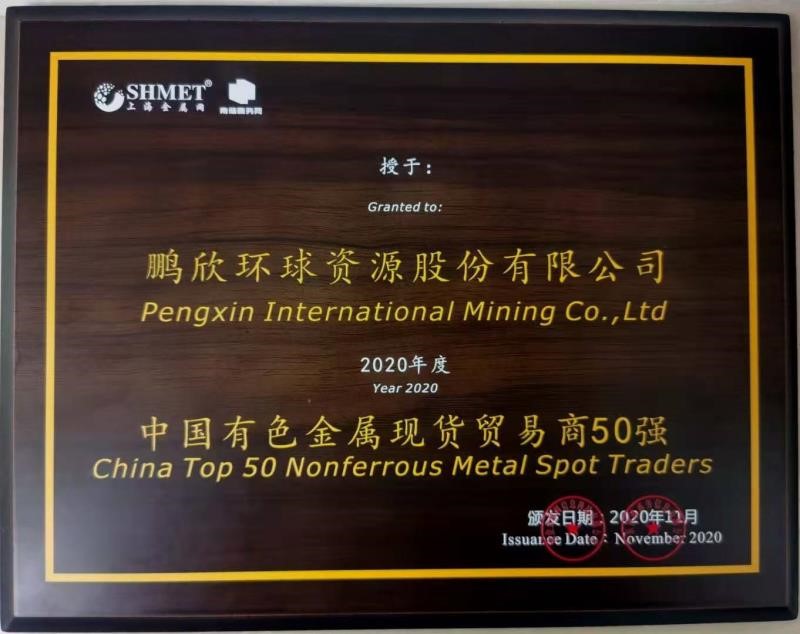 SHMET®
上海金属网
授于：
Granted to:
鹏欣环球资源股份有限公司
Pengxin International Mining Co.,Ltd
2020年度
Year 2020
中国有色金属现货贸易商50强
China Top 50 Nonferrous Metal Spot Traders
颁发日期：2020年11月
Issuance Date：November 2020